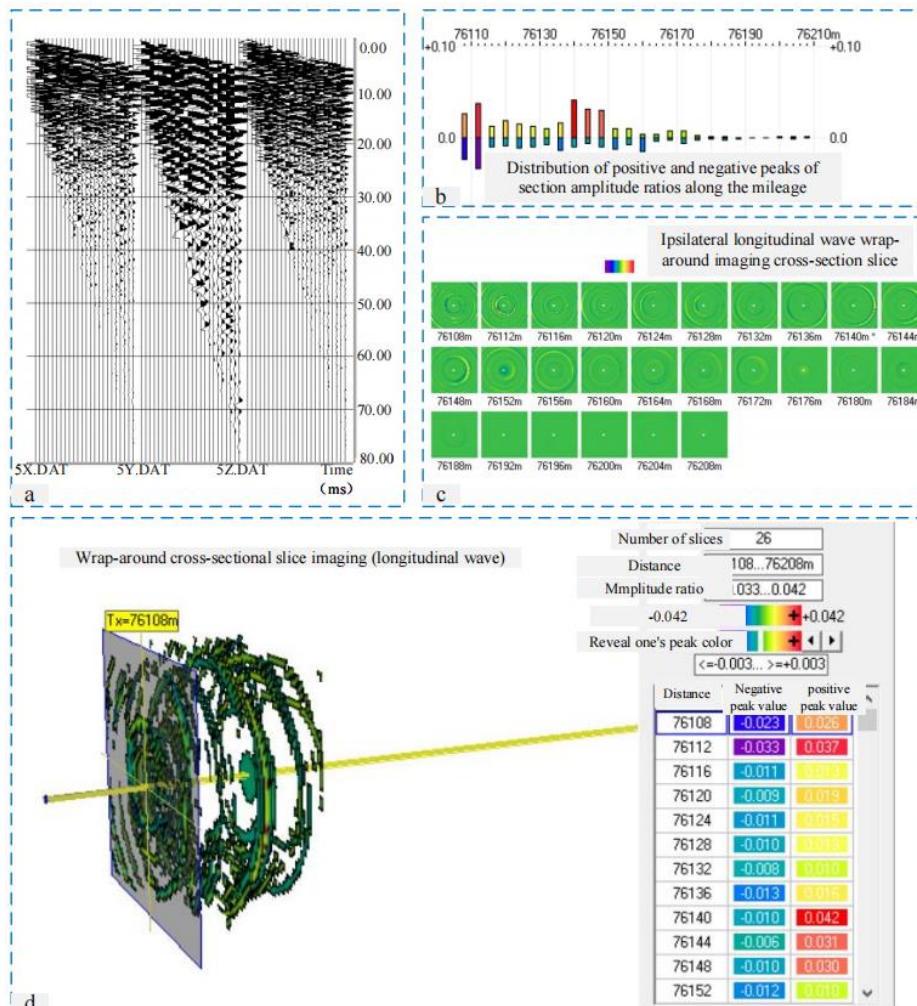 0.00
10.00
20.00
30.00
40.00
50.00
60.00
70.00
80.00
5X.DAT 5Y.DAT 5Z.DAT Time
(ms)
a
76110 76130 76150 76170 76190 76210m
+0.10 +0.10
0.0 0.0
Distribution of positive and negative peaks of
section amplitude ratios along the mileage
b
Ipsilateral longitudinal wave wrap-
around imaging cross-section slice
76108m 76112m 76116m 76120m 76124m 76128m 76132m 76136m 76140m * 76144m
76148m 76152m 76156m 76160m 76164m 76168m 76172m 76176m 76180m 76184m
76188m 76192m 76196m 76200m 76204m 76208m
c
Wrap-around cross-sectional slice imaging (longitudinal wave)
Tx=76108m
Number of slices 26
Distance 108...76208m
Mmplitude ratio .033...0.042
-0.042 +0.042
Reveal one's peak color
<=-0.003... >=+0.003
Distance Negative peak value positive peak value
76108 -0.023 0.026
76112 -0.033 0.037
76116 -0.011
76120 -0.009 0.019
76124 -0.011
76128 -0.010
76132 -0.008 0.010
76136 -0.013
76140 -0.010 0.042
76144 -0.006 0.031
76148 -0.010 0.030
76152 -0.012 0.010
d